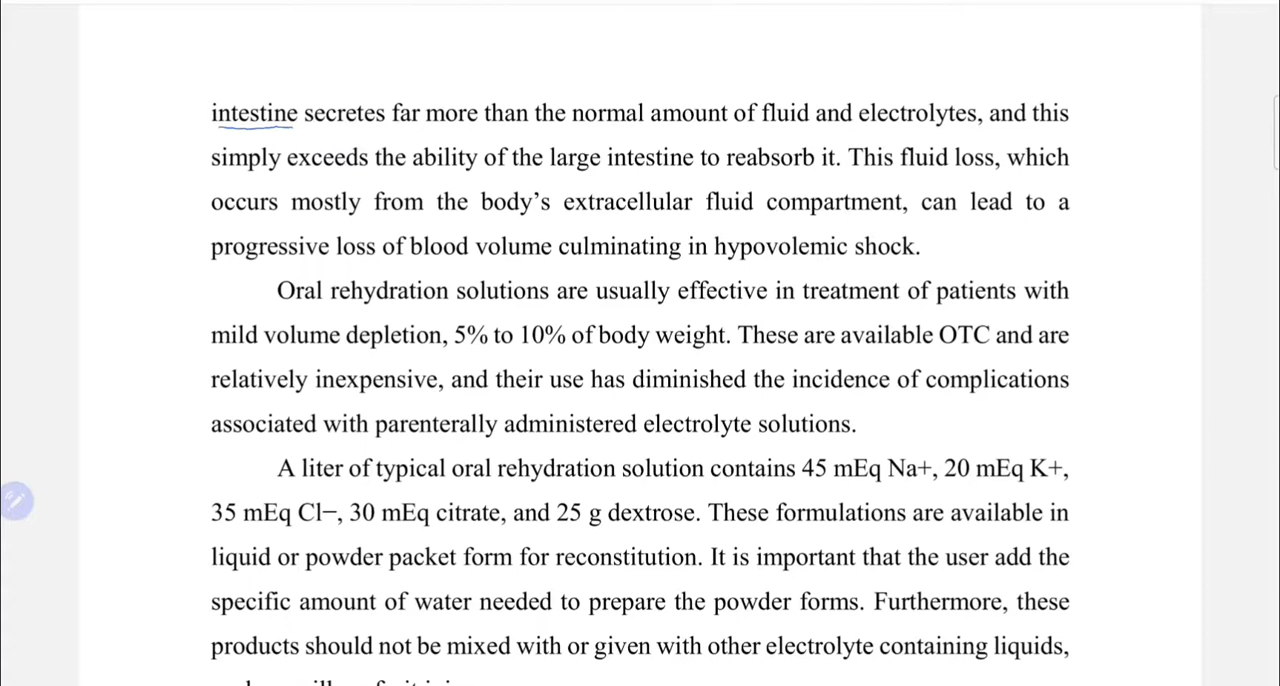 intestine secretes far more than the normal amount of fluid and electrolytes, and this
simply exceeds the ability of the large intestine to reabsorb it. This fluid loss, which
occurs mostly from the body’s extracellular fluid compartment, can lead to a
progressive loss of blood volume culminating in hypovolemic shock.
Oral rehydration solutions are usually effective in treatment of patients with
mild volume depletion, 5% to 10% of body weight. These are available OTC and are
relatively inexpensive, and their use has diminished the incidence of complications
associated with parenterally administered electrolyte solutions.
A liter of typical oral rehydration solution contains 45 mEq Na+, 20 mEq K+,
35 mEq Cl−, 30 mEq citrate, and 25 g dextrose. These formulations are available in
liquid or powder packet form for reconstitution. It is important that the user add the
specific amount of water needed to prepare the powder forms. Furthermore, these
products should not be mixed with or given with other electrolyte containing liquids,